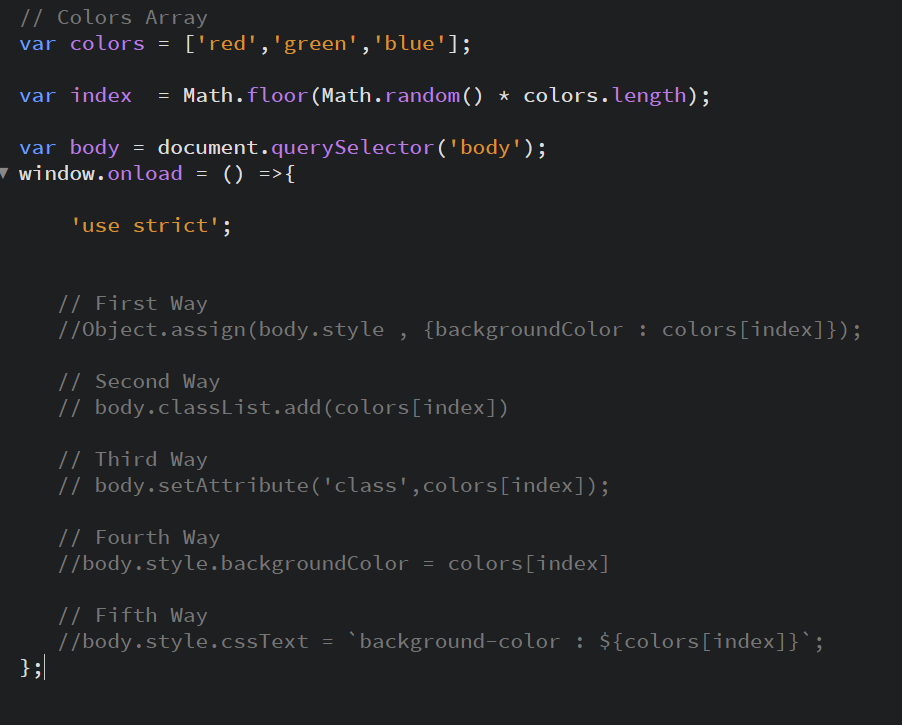 // Colors Array
var colors = ['red','green','blue'];
var index  = Math.floor(Math.random() * colors.length);
var body = document.querySelector('body');
window.onload = () =>{
'use strict';
// First Way
//Object.assign(body.style , {backgroundColor : colors[index]});
// Second Way
// body.classList.add(colors[index])
// Third Way
// body.setAttribute('class',colors[index]);
// Fourth Way
//body.style.backgroundColor = colors[index]
// Fifth Way
//body.style.cssText = `background-color : ${colors[index]}`;
};